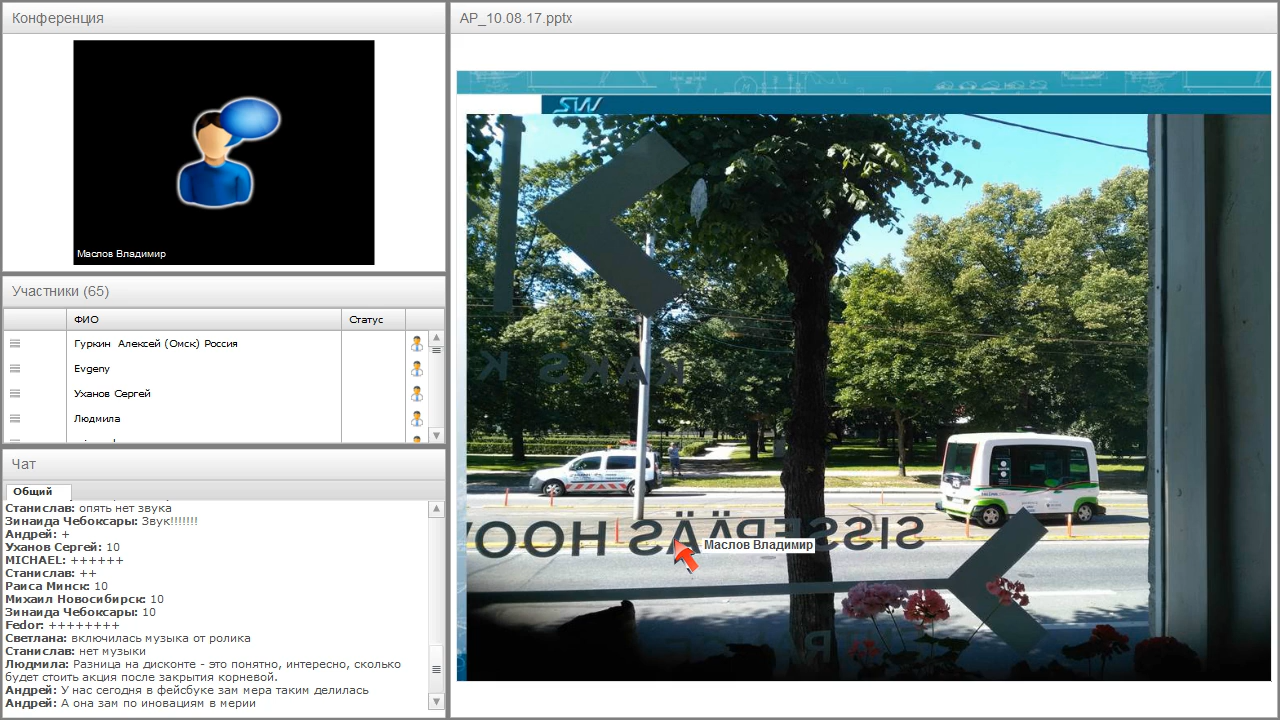 Конференция
Маслов Владимир
Участники (65)
ФИО
Статус
Гуркин Алексей (Омск) Россия
Evgeny
Уханов Сергей
Людмила
Чат
Общий
Станислав: опять нет звука
Зинаида Чебоксары: Звук!!!!!!!
Андрей: +
Уханов Сергей: 10
MICHAEL: ++++++
Станислав: ++
Раиса Минск: 10
Михаил Новосибирск: 10
Зинаида Чебоксары: 10
Fedor: ++++++++
Светлана: включилась музыка от ролика
Станислав: нет музыки
Людмила: Разница на дисконте - это понятно, интересно, сколько
будет стоить акция после закрытия корневой.
Андрей: У нас сегодня в фейсбуке зам мера таким делилась
Андрей: А она зам по иновациям в мерии
AP_10.08.17.pptx
SW
KAKS
SISSEPÄÄS HOOV
Маслов Владимир